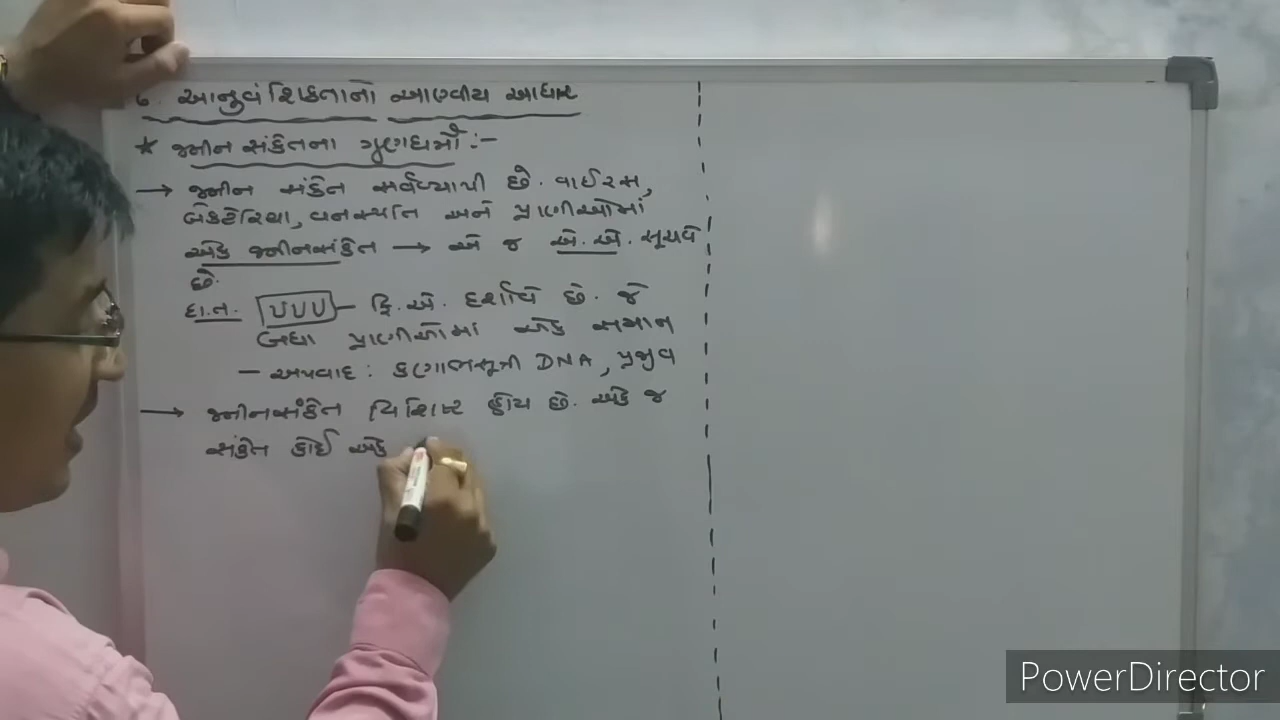 ૬. આનુવંશિકતાનો આણ્વીય આધાર
★ જનીન સંકેતના ગુણધર્મો :-
→ જનીન સંકેત સર્વવ્યાપી છે. વાઈરસ,
બેક્ટેરિયા, વનસ્પતિ અને પ્રાણીઓમાં
એક જનીનસંકેત → એ જ એ.એ. સૂચવે
છે.
દા.ત. UUU - ફિ.એ. દર્શાવે છે. જે
બધા પ્રાણીઓમાં એક સમાન
- અપવાદ : કણાભસૂત્રી DNA, પ્રજીવ
→ જનીનસંકેત વિશિષ્ટ હોય છે. એક જ
સંકેત કોઈ એક
PowerDirector